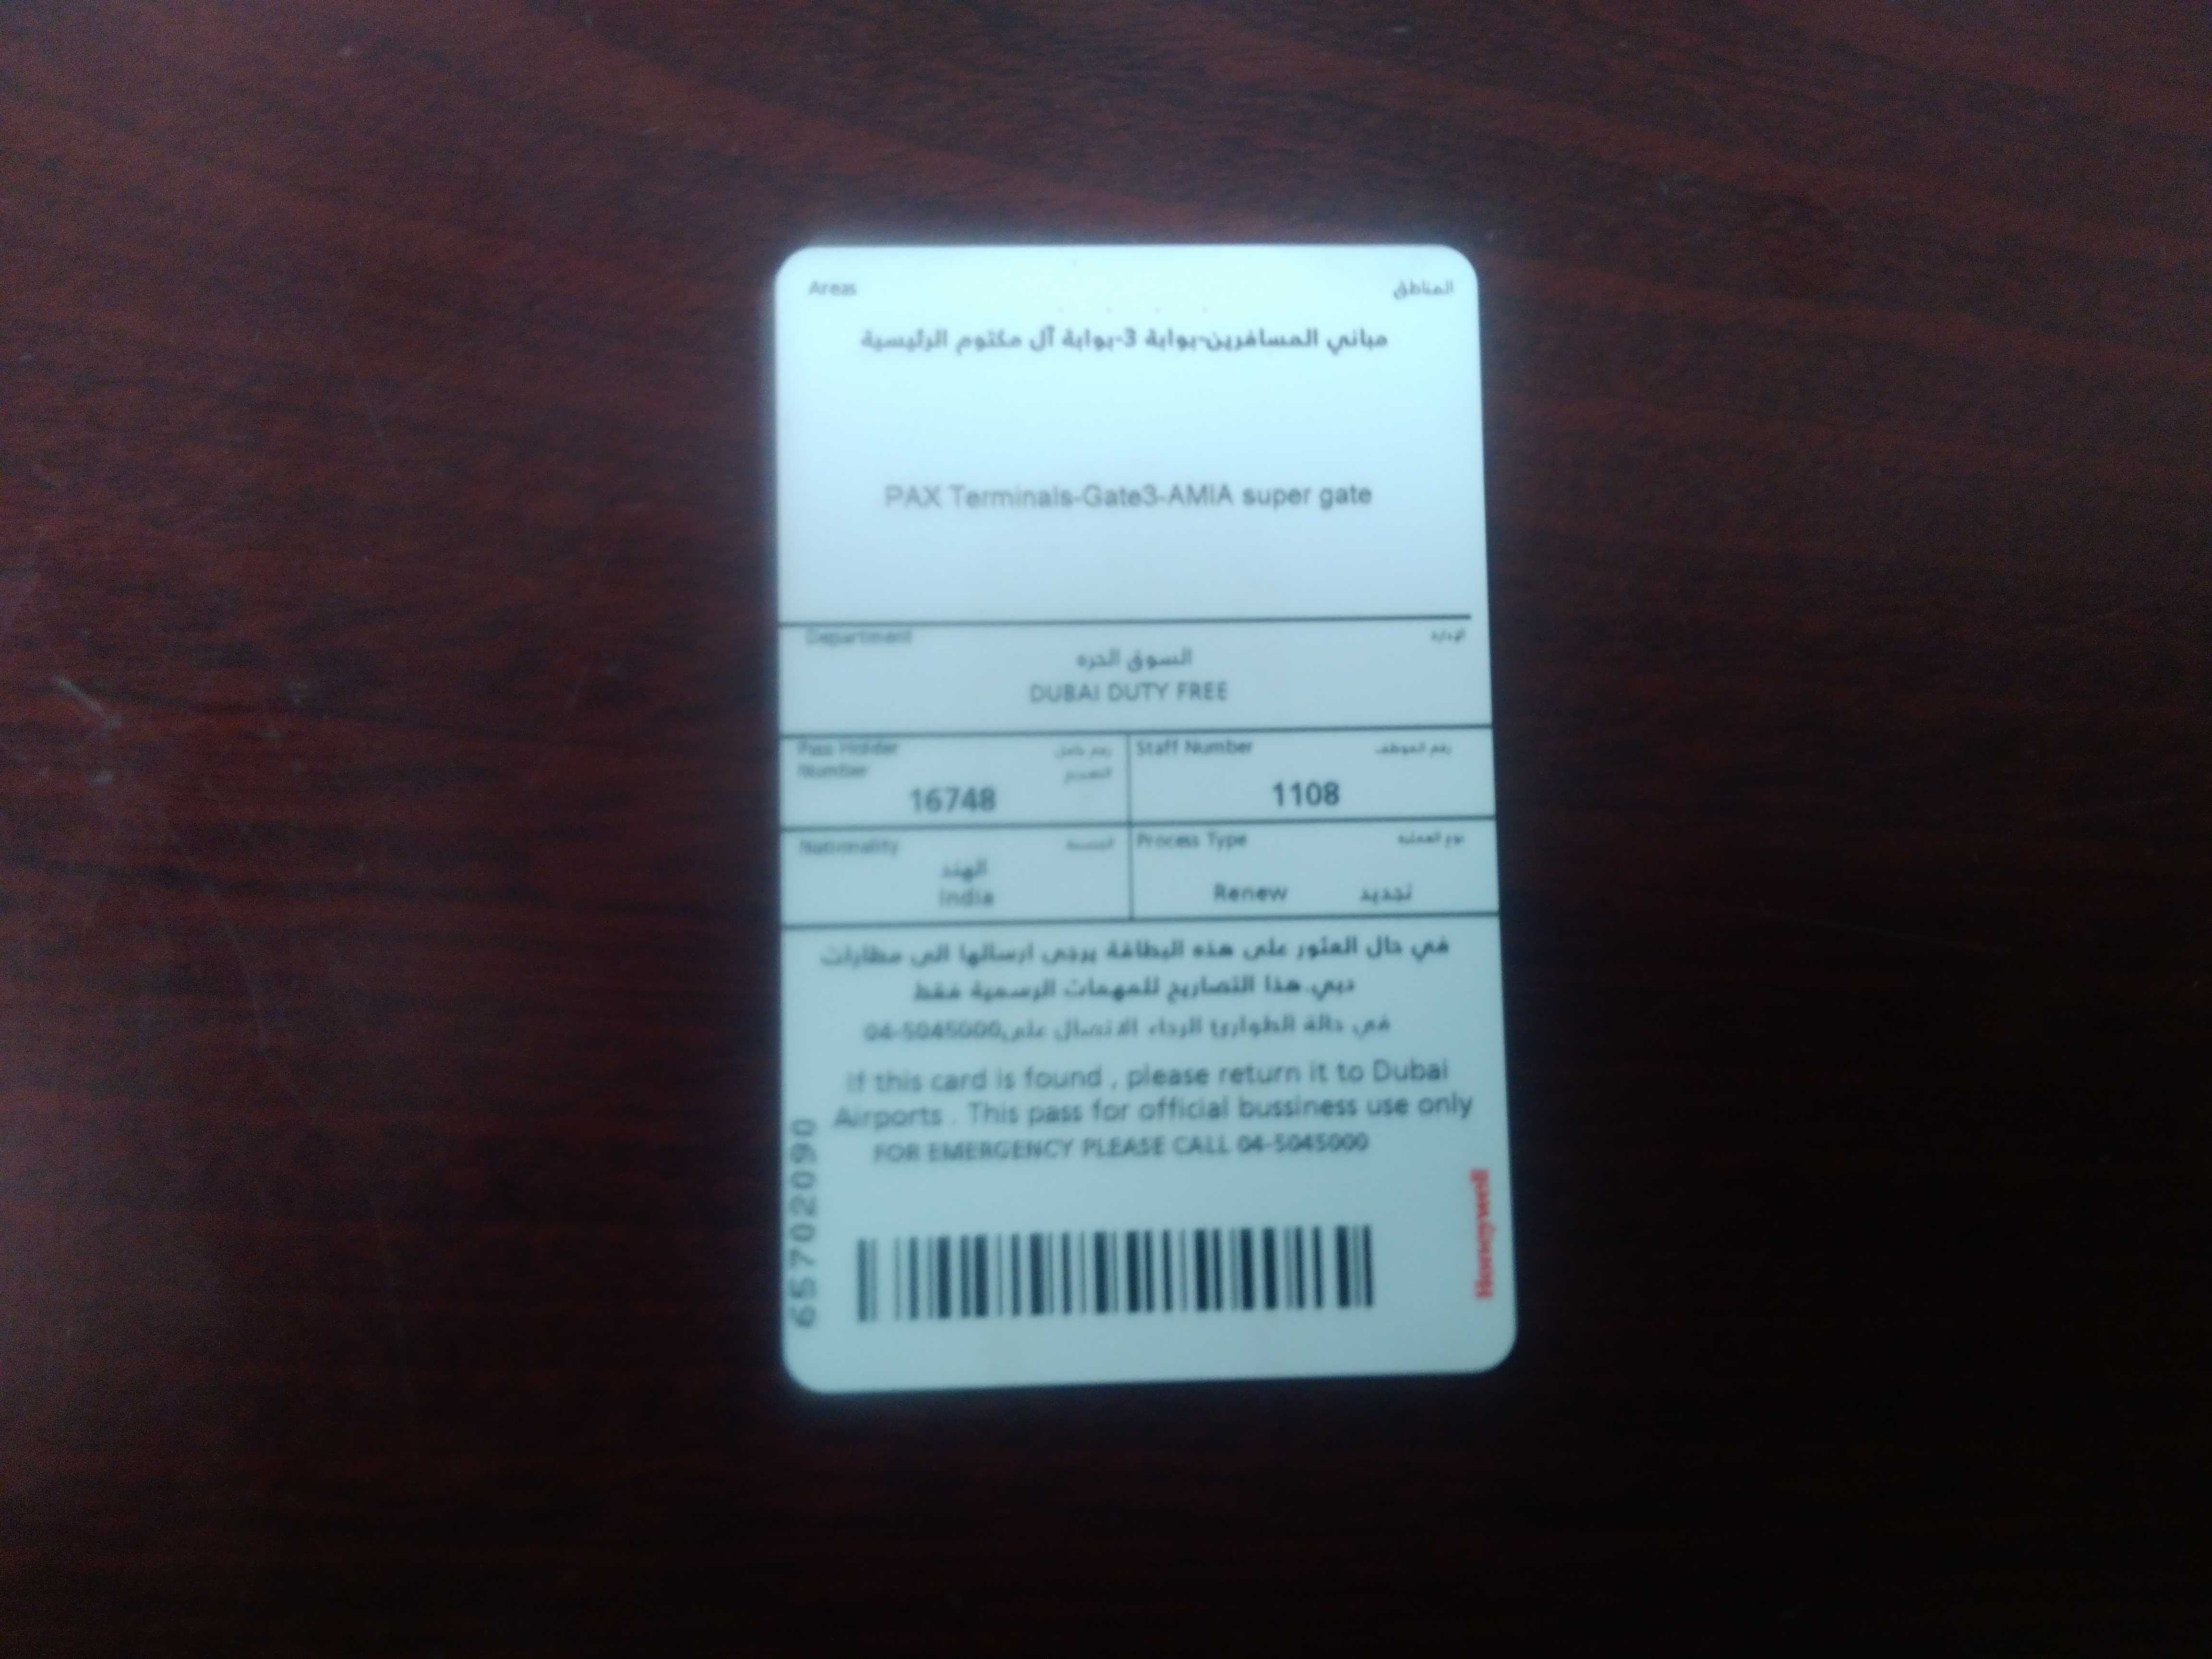 Areas المناطق
مباني المسافرين-بوابة 3-بوابة آل مكتوم الرئيسية
PAX Terminals-Gate3-AMIA super gate
Department الإدارة
السوق الحره
DUBAI DUTY FREE
Pass Holder Number رقم حامل التصريح
16748
Staff Number رقم الموظف
1108
Nationality الجنسية
الهند
India
Process Type نوع العملية
Renew تجديد
في حال العثور على هذه البطاقة يرجى ارسالها الى مطارات
دبي.هذا التصاريح للمهمات الرسمية فقط
في حالة الطوارئ الرجاء الاتصال على04-5045000
If this card is found , please return it to Dubai
Airports . This pass for official bussiness use only
FOR EMERGENCY PLEASE CALL 04-5045000
65702090
Honeywell